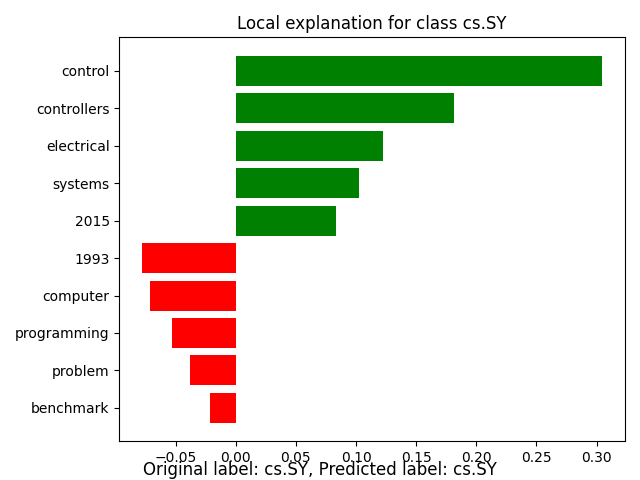 Local explanation for class cs.SY
control
controllers
electrical
systems
2015
1993
computer
programming
problem
benchmark
−0.05 0.00 0.05 0.10 0.15 0.20 0.25 0.30
Original label: cs.SY, Predicted label: cs.SY